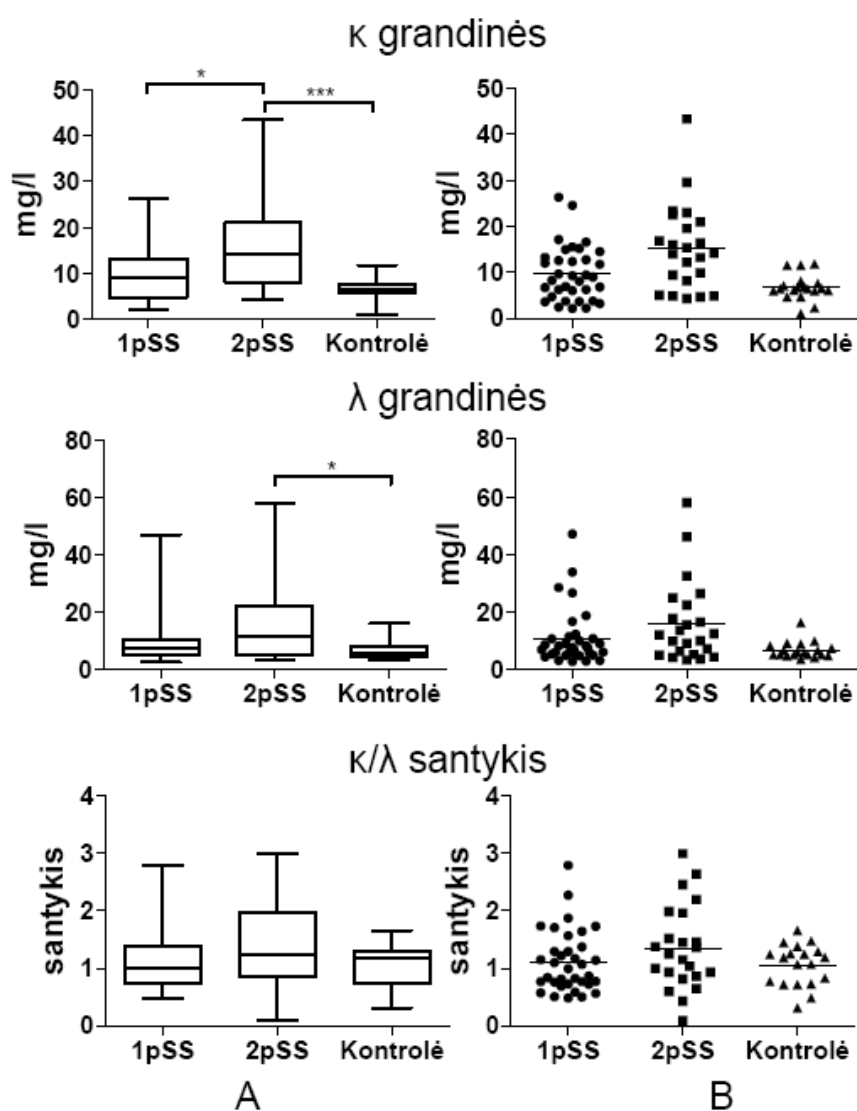 κ grandinės
* ***
50 50
40 40
30 30
20 20
10 10
0 0
mg/l mg/l
1pSS 2pSS Kontrolė 1pSS 2pSS Kontrolė
λ grandinės
*
80 80
60 60
40 40
20 20
0 0
mg/l mg/l
1pSS 2pSS Kontrolė 1pSS 2pSS Kontrolė
κ/λ santykis
4 4
3 3
2 2
1 1
0 0
santykis santykis
1pSS 2pSS Kontrolė 1pSS 2pSS Kontrolė
A B